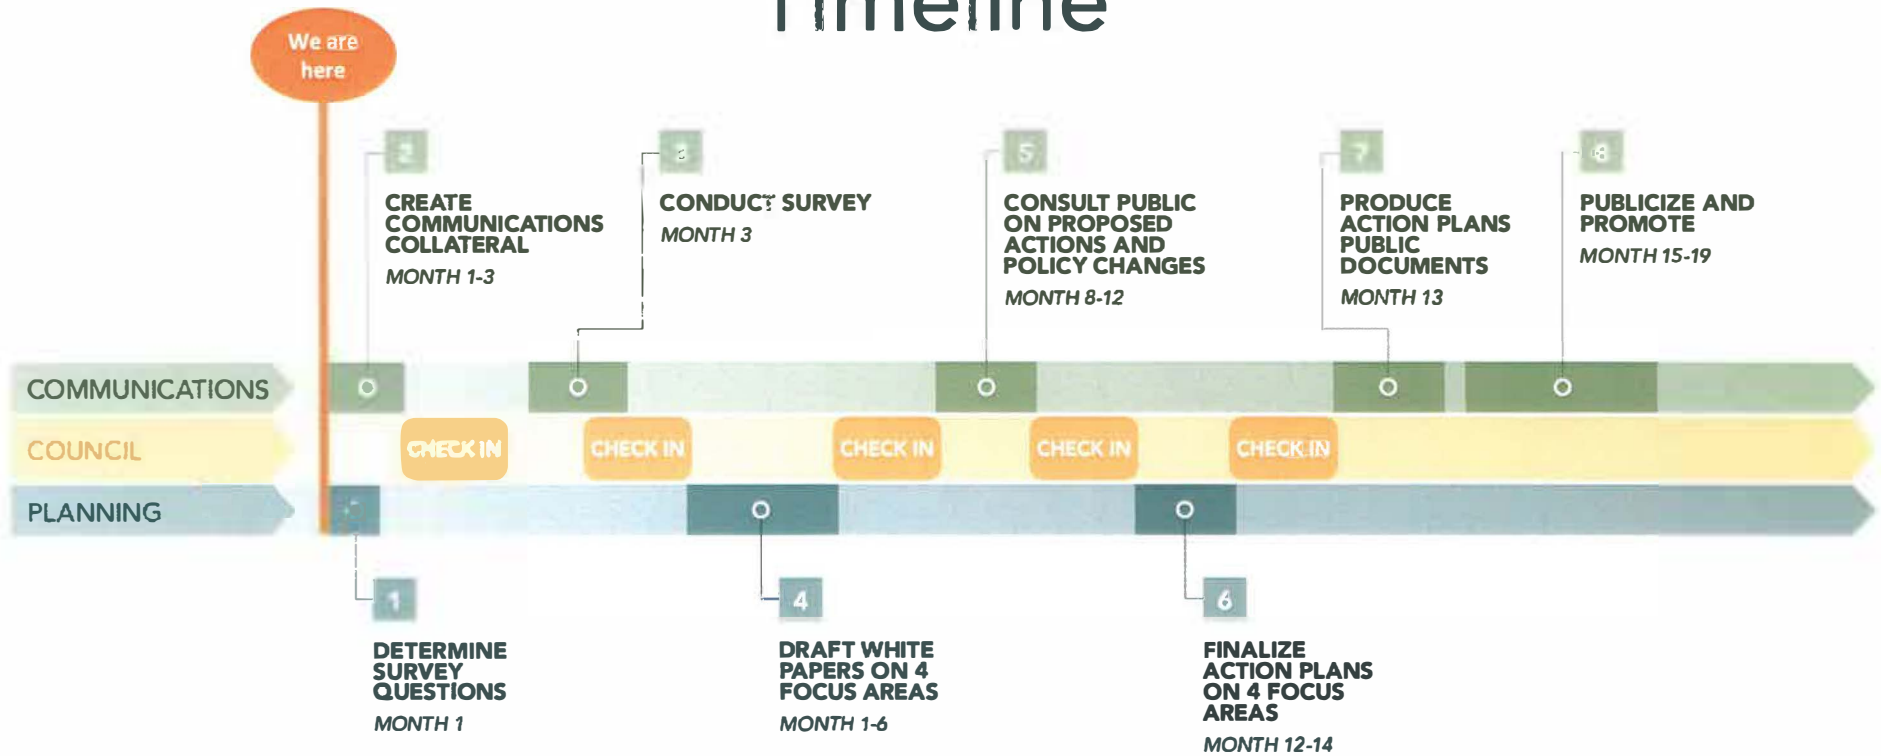 Timeline
We are
here
2
CREATE
COMMUNICATIONS
COLLATERAL
MONTH 1-3
3
CONDUCT SURVEY
MONTH 3
5
CONSULT PUBLIC
ON PROPOSED
ACTIONS AND
POLICY CHANGES
MONTH 8-12
7
PRODUCE
ACTION PLANS
PUBLIC
DOCUMENTS
MONTH 13
8
PUBLICIZE AND
PROMOTE
MONTH 15-19
COMMUNICATIONS
COUNCIL
CHECK IN
CHECK IN
CHECK IN
CHECK IN
CHECK IN
PLANNING
1
DETERMINE
SURVEY
QUESTIONS
MONTH 1
4
DRAFT WHITE
PAPERS ON 4
FOCUS AREAS
MONTH 1-6
6
FINALIZE
ACTION PLANS
ON 4 FOCUS
AREAS
MONTH 12-14